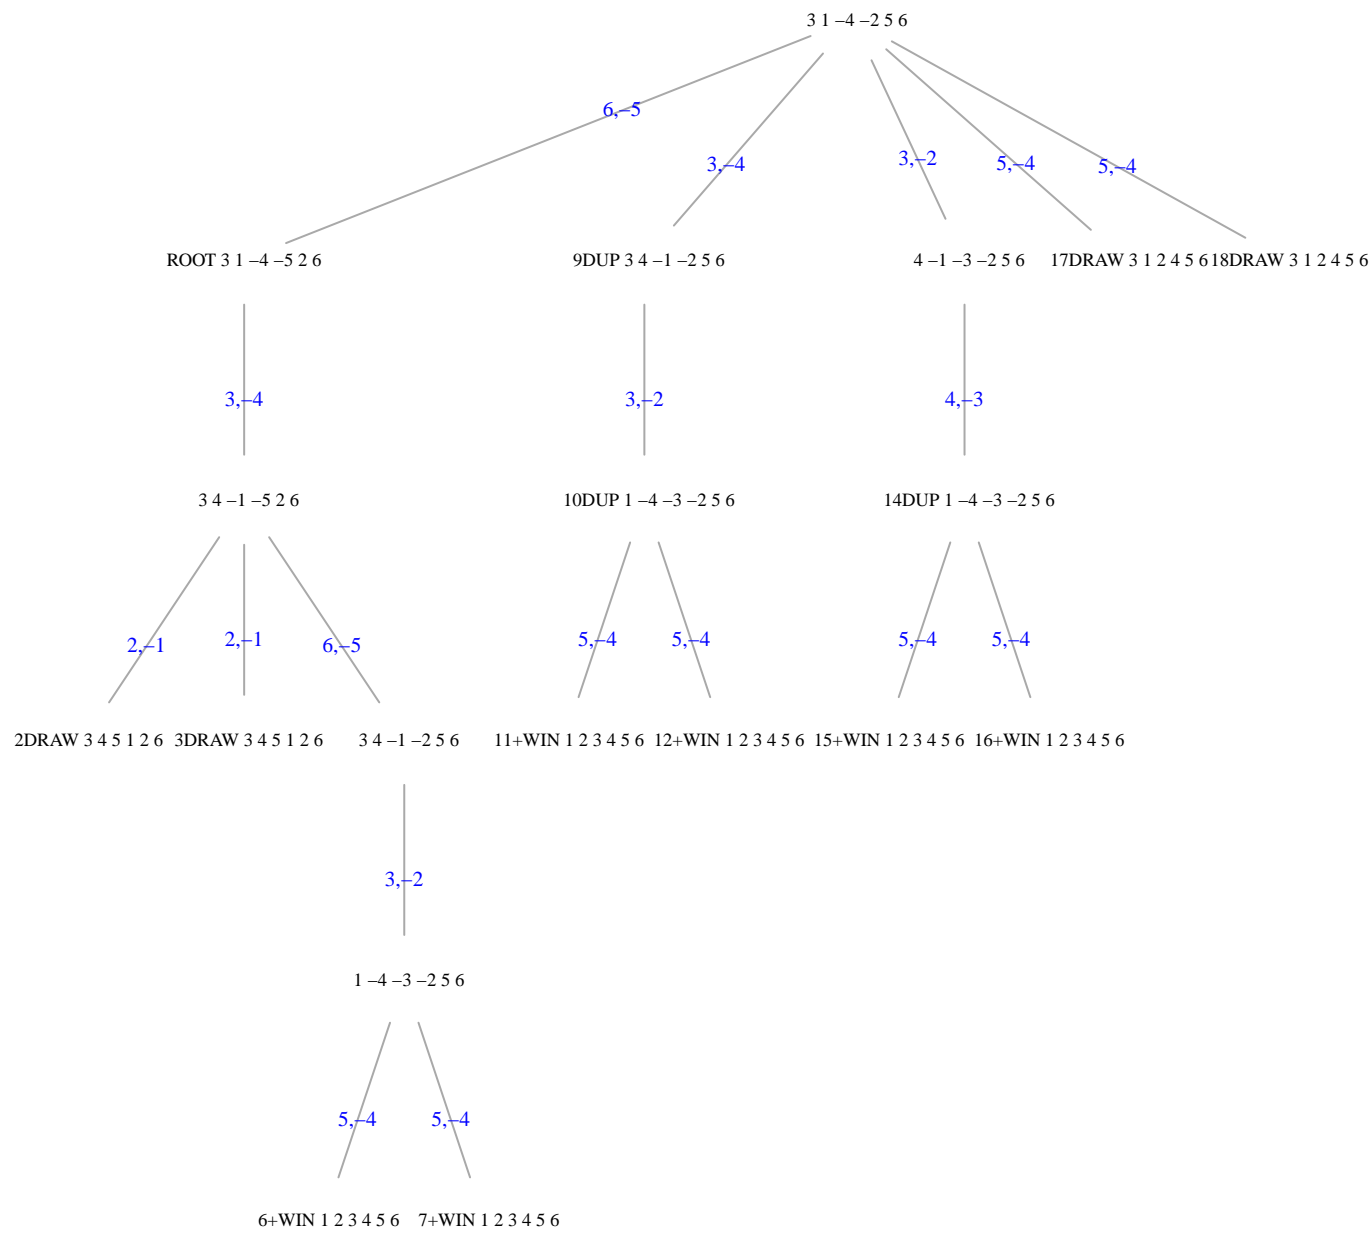 3 1 –4 –2 5 6
6,–5
3,–4
3,–2
5,–4
5,–4
ROOT 3 1 –4 –5 2 6
9DUP 3 4 –1 –2 5 6
4 –1 –3 –2 5 6
17DRAW 3 1 2 4 5 6
18DRAW 3 1 2 4 5 6
3,–4
3,–2
4,–3
3 4 –1 –5 2 6
10DUP 1 –4 –3 –2 5 6
14DUP 1 –4 –3 –2 5 6
2,–1
2,–1
6,–5
5,–4
5,–4
5,–4
5,–4
2DRAW 3 4 5 1 2 6
3DRAW 3 4 5 1 2 6
3 4 –1 –2 5 6
11+WIN 1 2 3 4 5 6
12+WIN 1 2 3 4 5 6
15+WIN 1 2 3 4 5 6
16+WIN 1 2 3 4 5 6
3,–2
1 –4 –3 –2 5 6
5,–4
5,–4
6+WIN 1 2 3 4 5 6
7+WIN 1 2 3 4 5 6